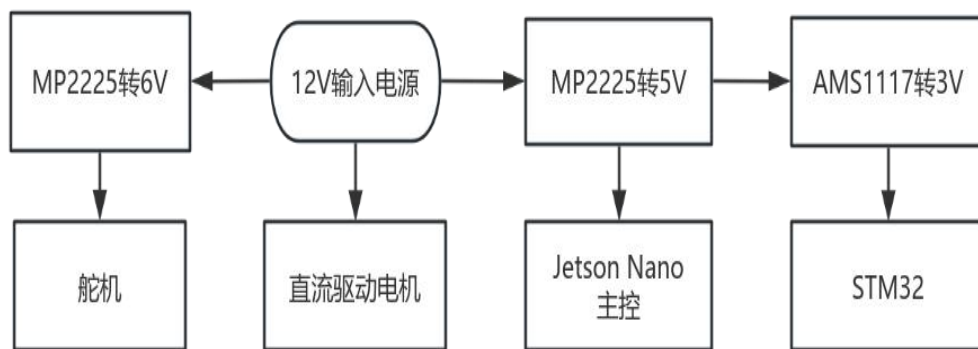 MP2225转6V
12V输入电源
MP2225转5V
AMS1117转3V
舵机
直流驱动电机
Jetson Nano
主控
STM32